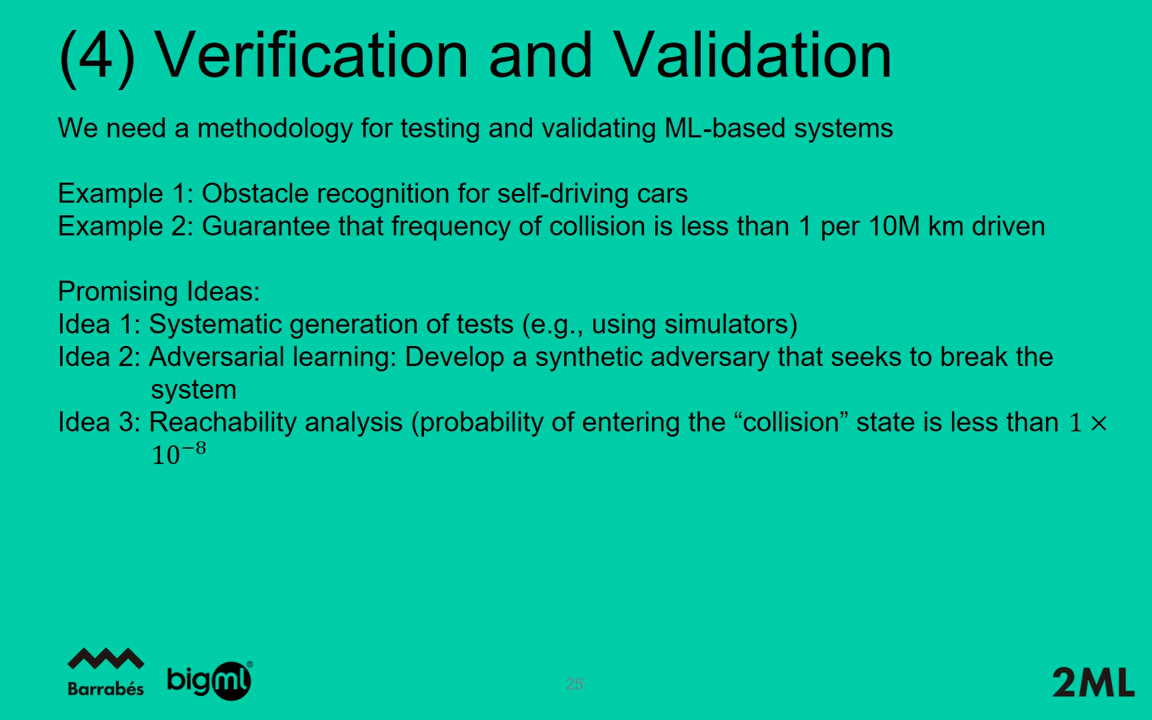 (4) Verification and Validation
We need a methodology for testing and validating ML-based systems
Example 1: Obstacle recognition for self-driving cars
Example 2: Guarantee that frequency of collision is less than 1 per 10M km driven
Promising Ideas:
Idea 1: Systematic generation of tests (e.g., using simulators)
Idea 2: Adversarial learning: Develop a synthetic adversary that seeks to break the
system
Idea 3: Reachability analysis (probability of entering the “collision” state is less than 1 ×
10⁻⁸
Barrabés
bigml®
25
2ML